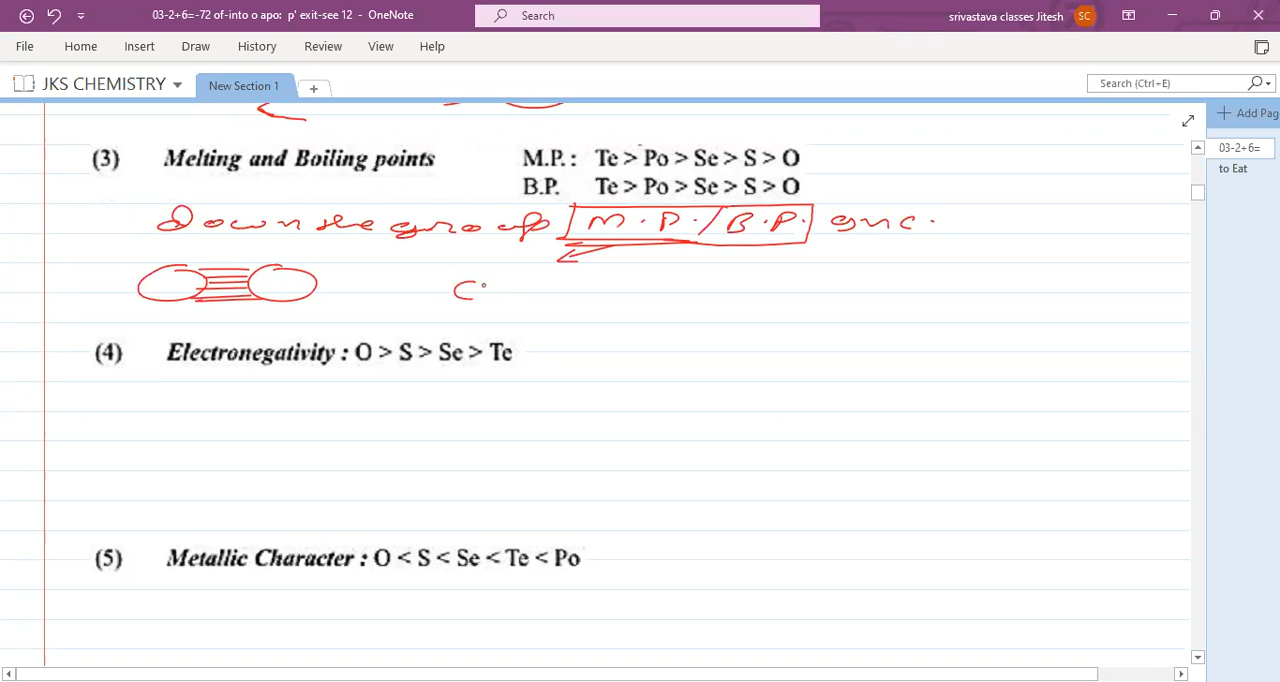 03-2+6=-72 of-into o apo: p' exit-see 12 - OneNote
Search
srivastava classes Jitesh
SC
File Home Insert Draw History Review View Help
JKS CHEMISTRY
New Section 1
Search (Ctrl+E)
Add Pag
03-2+6=
to Eat
(3) Melting and Boiling points M.P.: Te > Po > Se > S > O
B.P. Te > Po > Se > S > O
Down the group M.P./B.P. inc.
C
(4) Electronegativity : O > S > Se > Te
(5) Metallic Character : O < S < Se < Te < Po